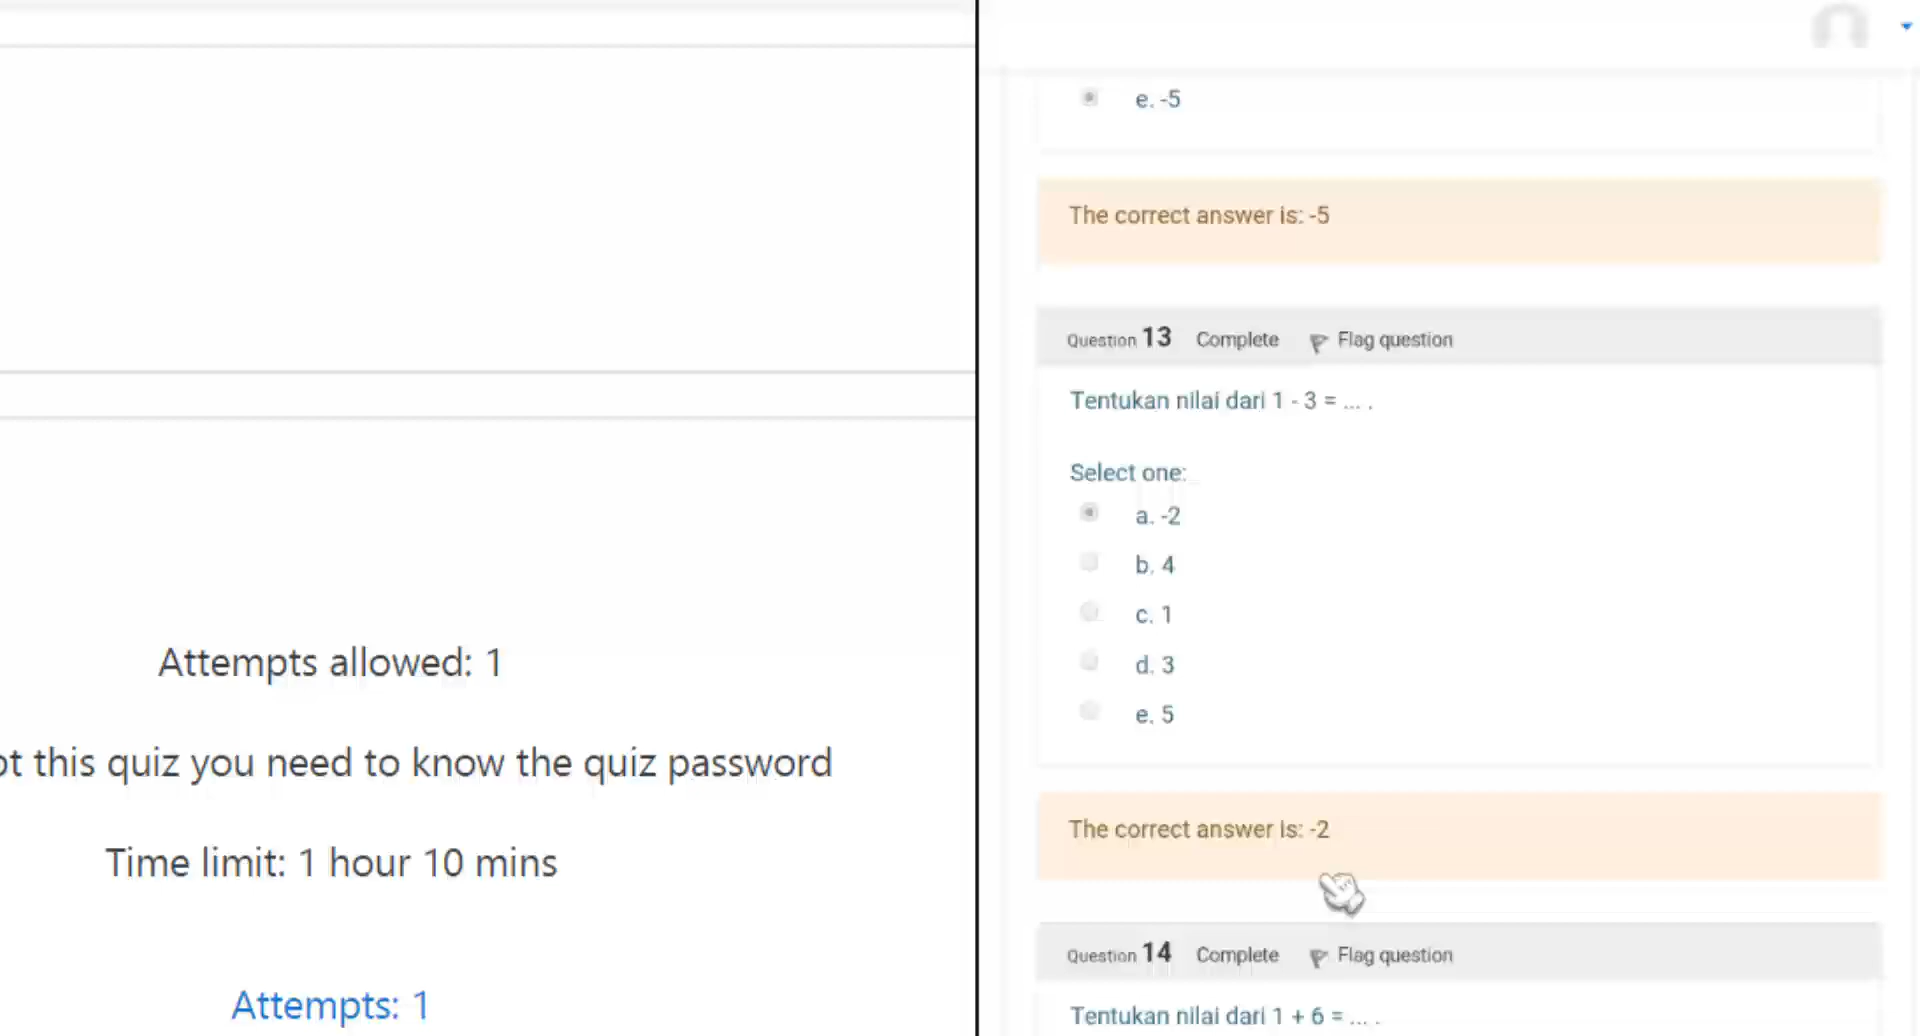 Attempts allowed: 1
this quiz you need to know the quiz password
Time limit: 1 hour 10 mins
Attempts: 1
e. -5
The correct answer is: -5
Question 13 Complete Flag question
Tentukan nilai dari 1 - 3 = ... .
Select one:
a. -2
b. 4
c. 1
d. 3
e. 5
The correct answer is: -2
Question 14 Complete Flag question
Tentukan nilai dari 1 + 6 = ... .